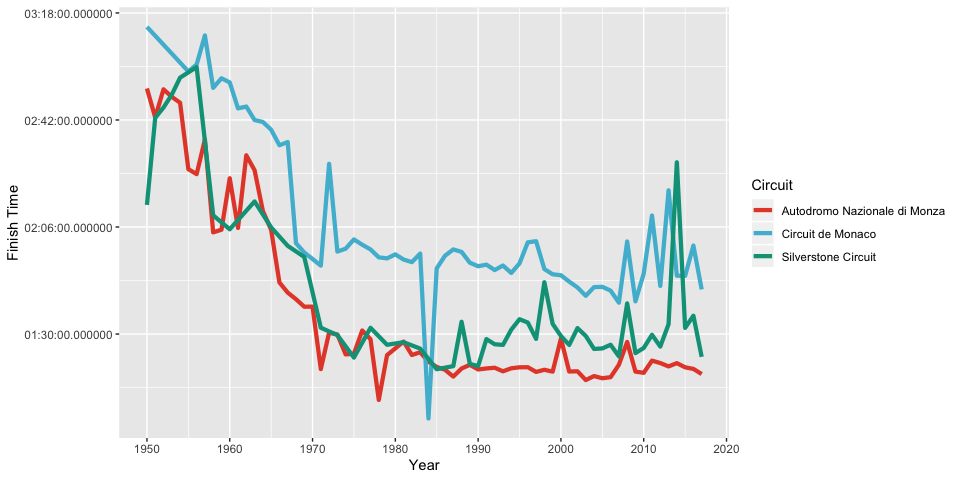 03:18:00.000000
02:42:00.000000
02:06:00.000000
01:30:00.000000
Finish Time
1950 1960 1970 1980 1990 2000 2010 2020
Year
Circuit
Autodromo Nazionale di Monza
Circuit de Monaco
Silverstone Circuit